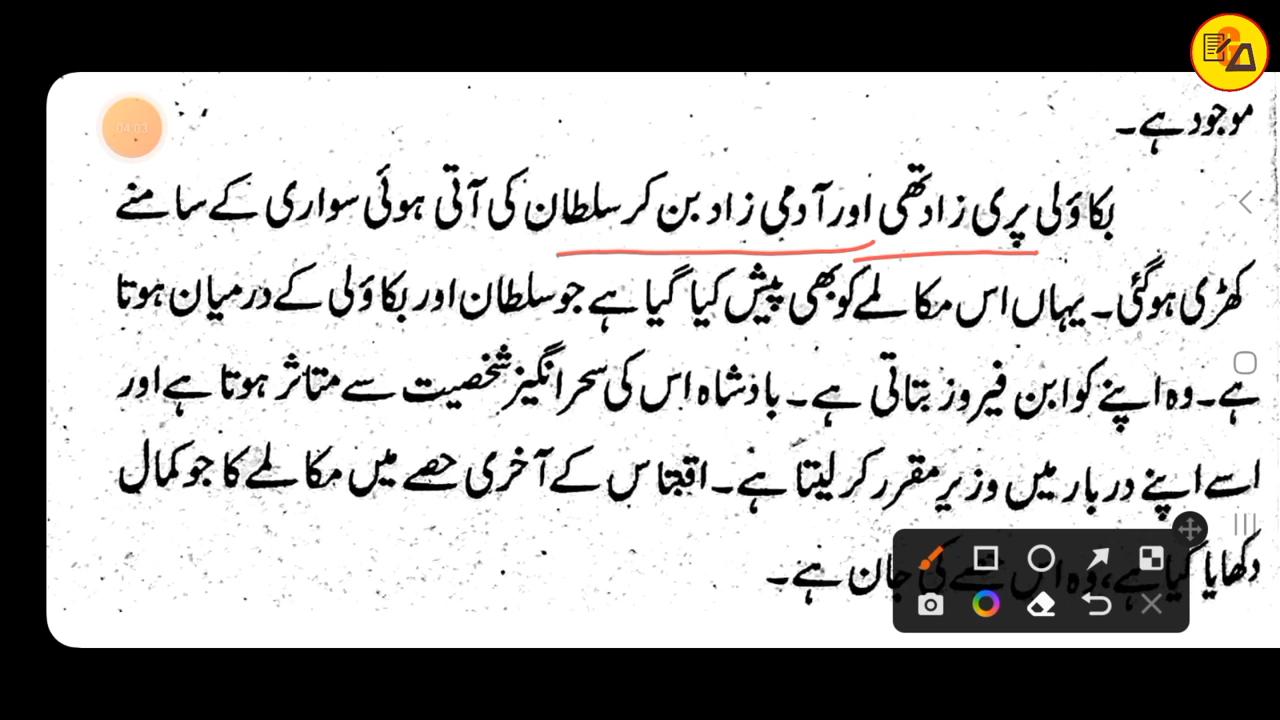 04:03
موجود ہے۔
بکاؤلی پری زاد تھی اور آدمی زاد بن کر سلطان کی آتی ہوئی سواری کے سامنے
کھڑی ہوگئی۔ یہاں اس مکالمے کو بھی پیش کیا گیا ہے جو سلطان اور بکاؤلی کے درمیان ہوتا
ہے۔ وہ اپنے کو ابن فیروز بتاتی ہے۔ بادشاہ اس کی سحر انگیز شخصیت سے متاثر ہوتا ہے اور
اسے اپنے دربار میں وزیر مقرر کر لیتا ہے۔ اقتباس کے آخری حصے میں مکالمے کا جو کمال
دکھایا گیا ہے، وہ اس کی جان ہے۔